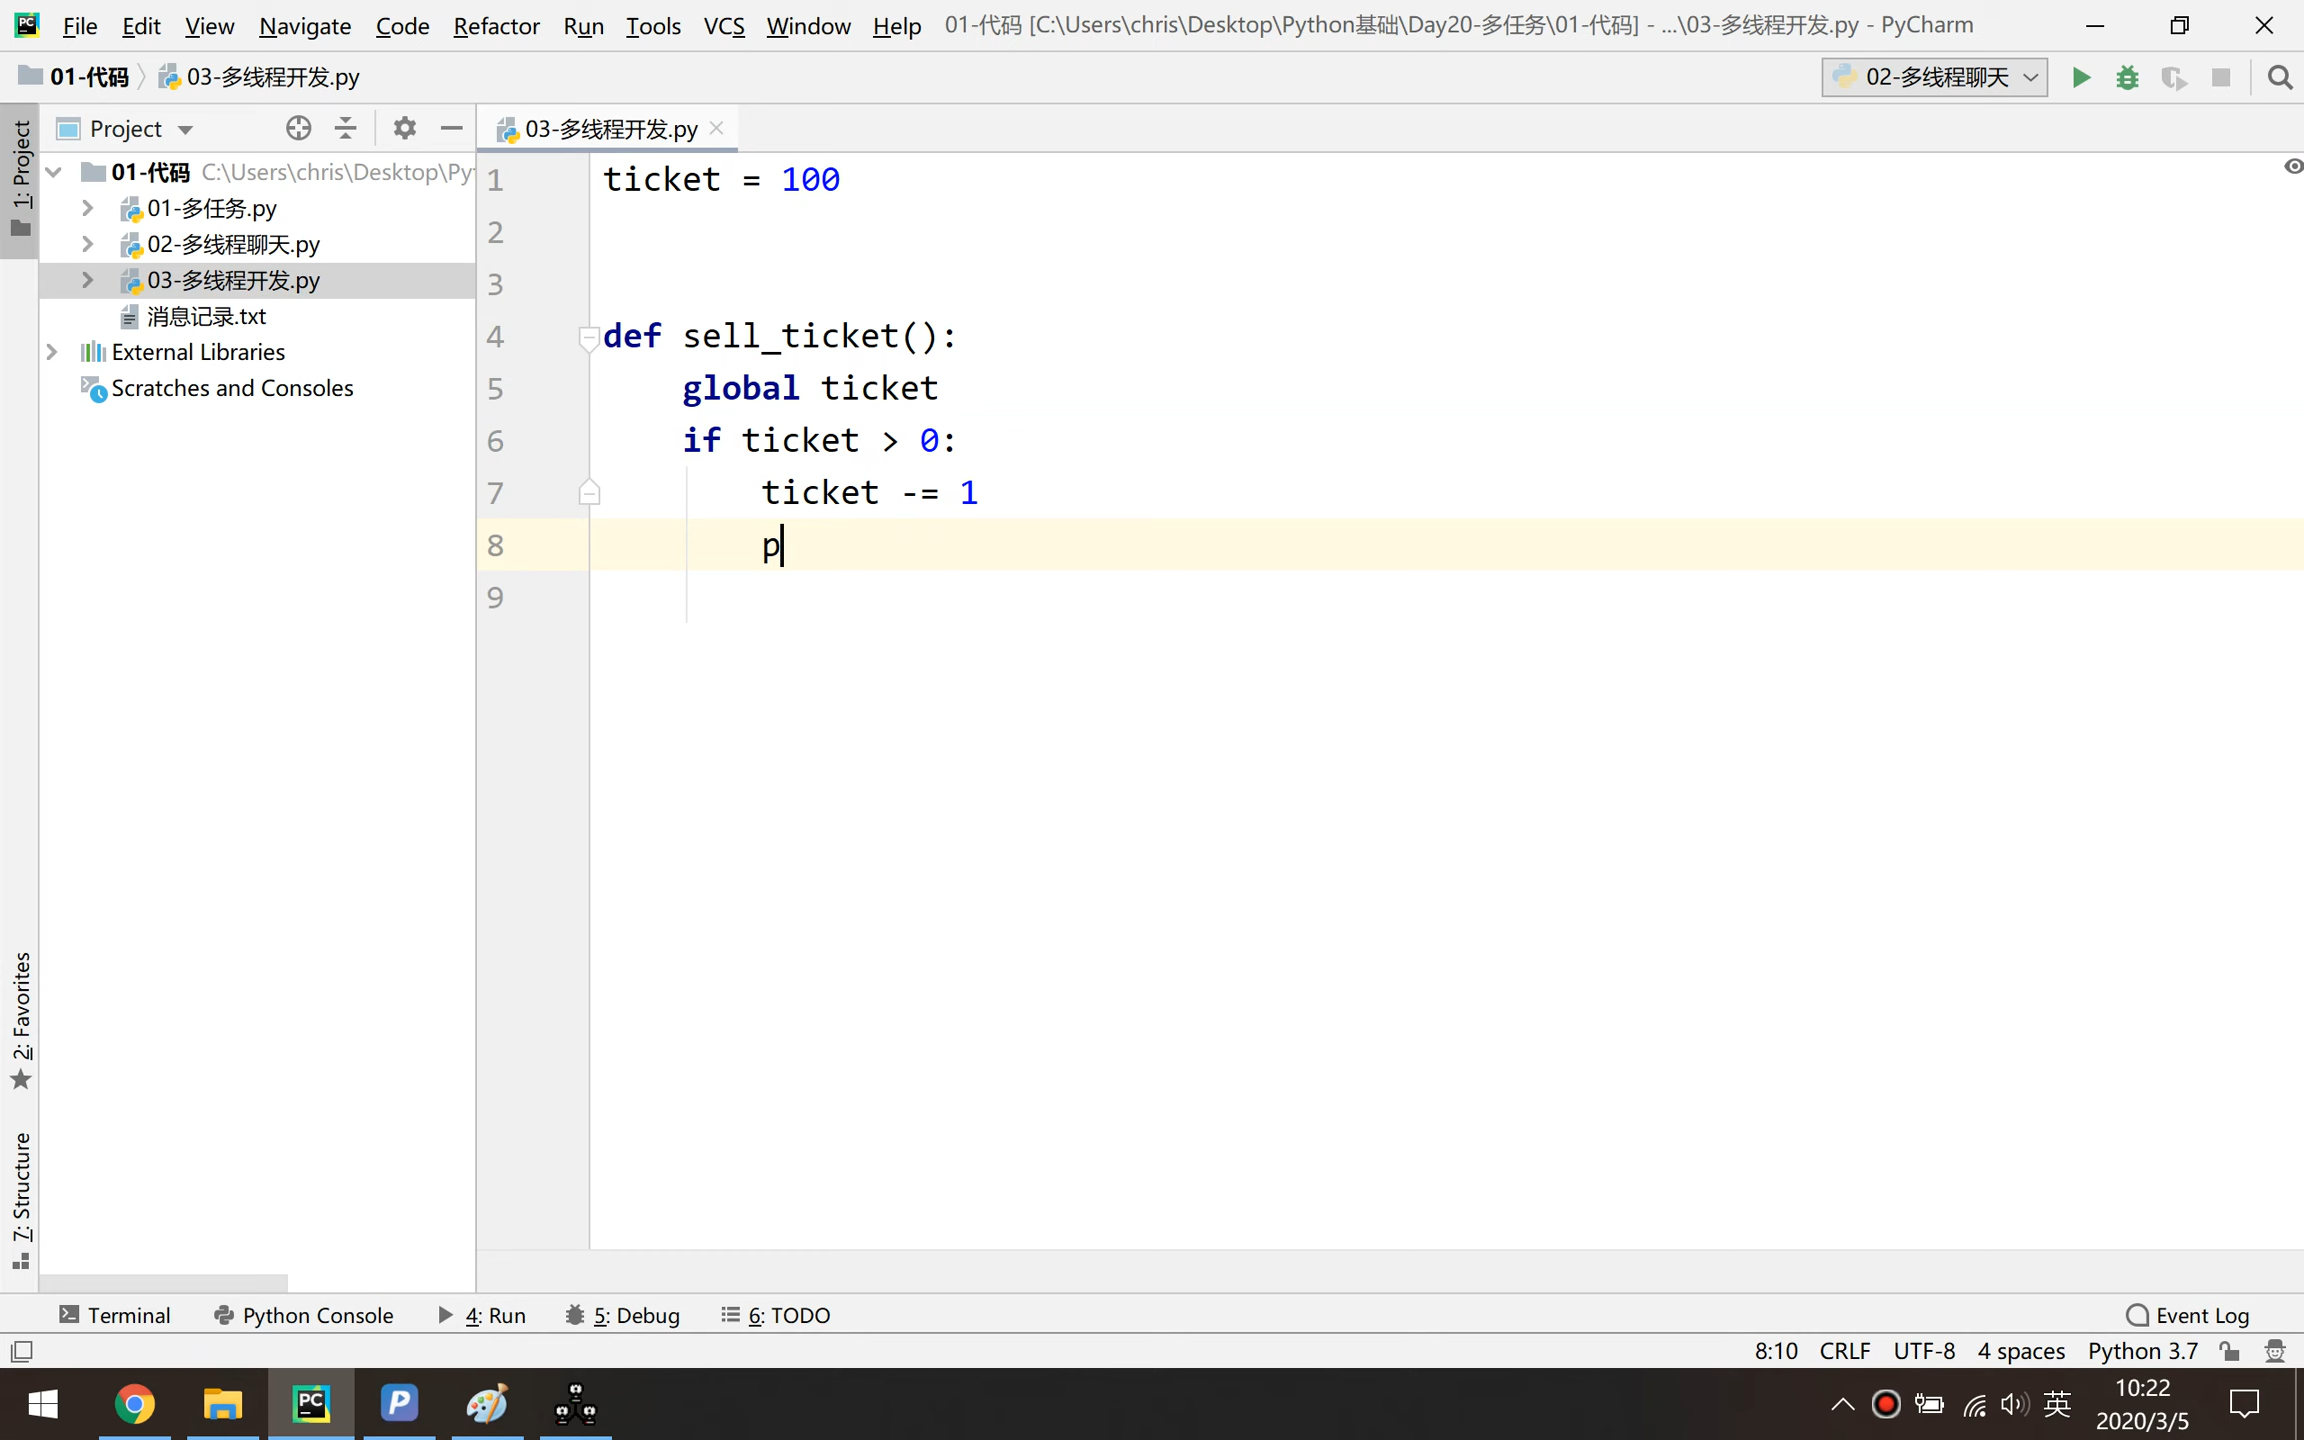 File Edit View Navigate Code Refactor Run Tools VCS Window Help 01-代码 [C:\Users\chris\Desktop\Python基础\Day20-多任务\01-代码] - ...\03-多线程开发.py - PyCharm
01-代码 03-多线程开发.py 02-多线程聊天
Project 03-多线程开发.py
1: Project
01-代码 C:\Users\chris\Desktop\Py
01-多任务.py
02-多线程聊天.py
03-多线程开发.py
消息记录.txt
External Libraries
Scratches and Consoles
1 ticket = 100
2
3
4 def sell_ticket():
5 global ticket
6 if ticket > 0:
7 ticket -= 1
8 p
9
2: Favorites
7: Structure
Terminal Python Console 4: Run 5: Debug 6: TODO Event Log
8:10 CRLF UTF-8 4 spaces Python 3.7
PC P 英 10:22
2020/3/5